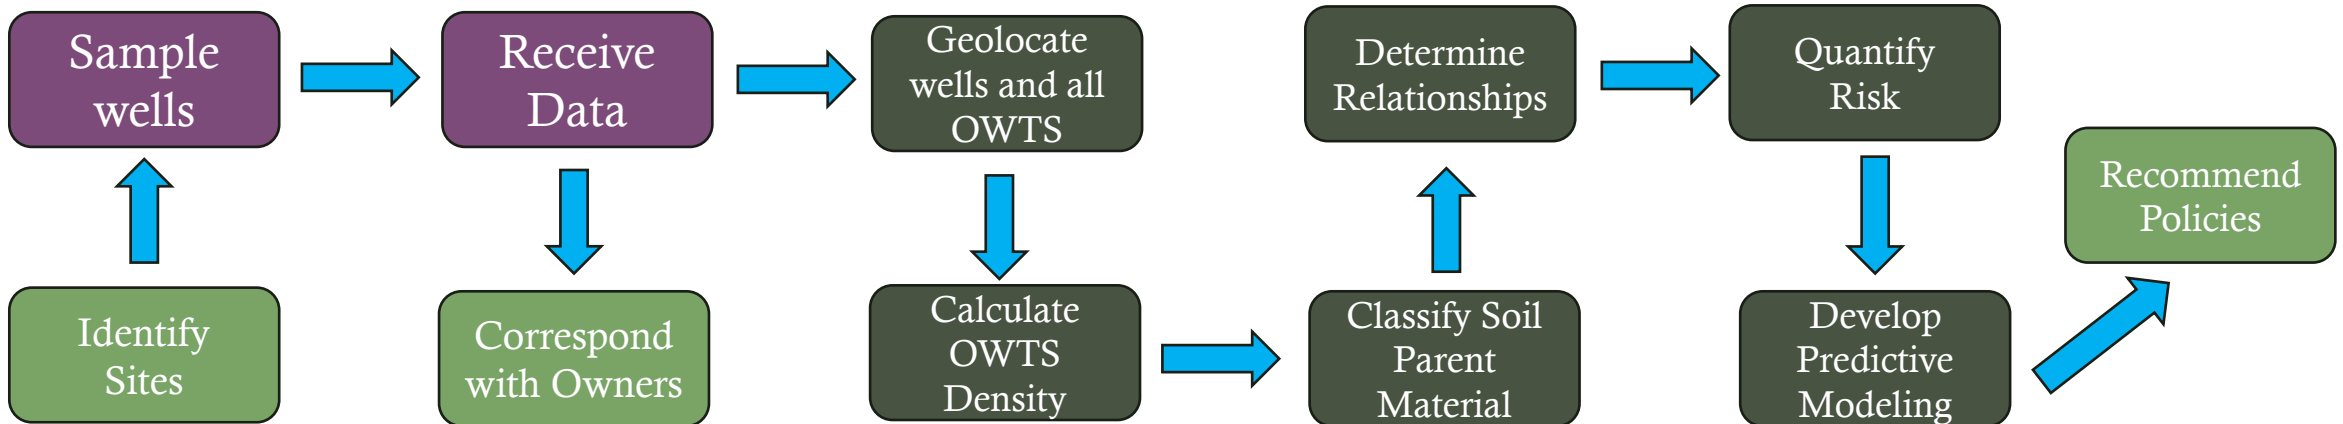 Sample
wells
Receive
Data
Geolocate
wells and all
OWTS
Determine
Relationships
Quantify
Risk
Recommend
Policies
Identify
Sites
Correspond
with Owners
Calculate
OWTS
Density
Classify Soil
Parent
Material
Develop
Predictive
Modeling